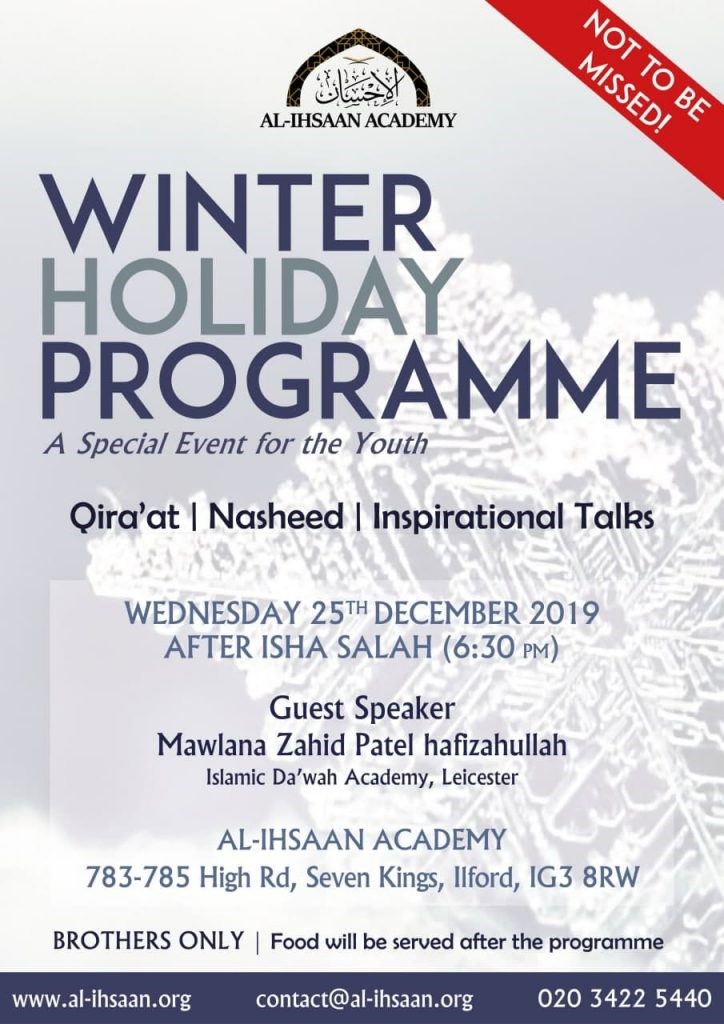 NOT TO BE
MISSED!
الإحسان
AL-IHSAAN ACADEMY
WINTER
HOLIDAY
PROGRAMME
A Special Event for the Youth
Qira'at | Nasheed | Inspirational Talks
WEDNESDAY 25TH DECEMBER 2019
AFTER ISHA SALAH (6:30 PM)
Guest Speaker
Mawlana Zahid Patel hafizahullah
Islamic Da'wah Academy, Leicester
AL-IHSAAN ACADEMY
783-785 High Rd, Seven Kings, Ilford, IG3 8RW
BROTHERS ONLY | Food will be served after the programme
www.al-ihsaan.org contact@al-ihsaan.org 020 3422 5440